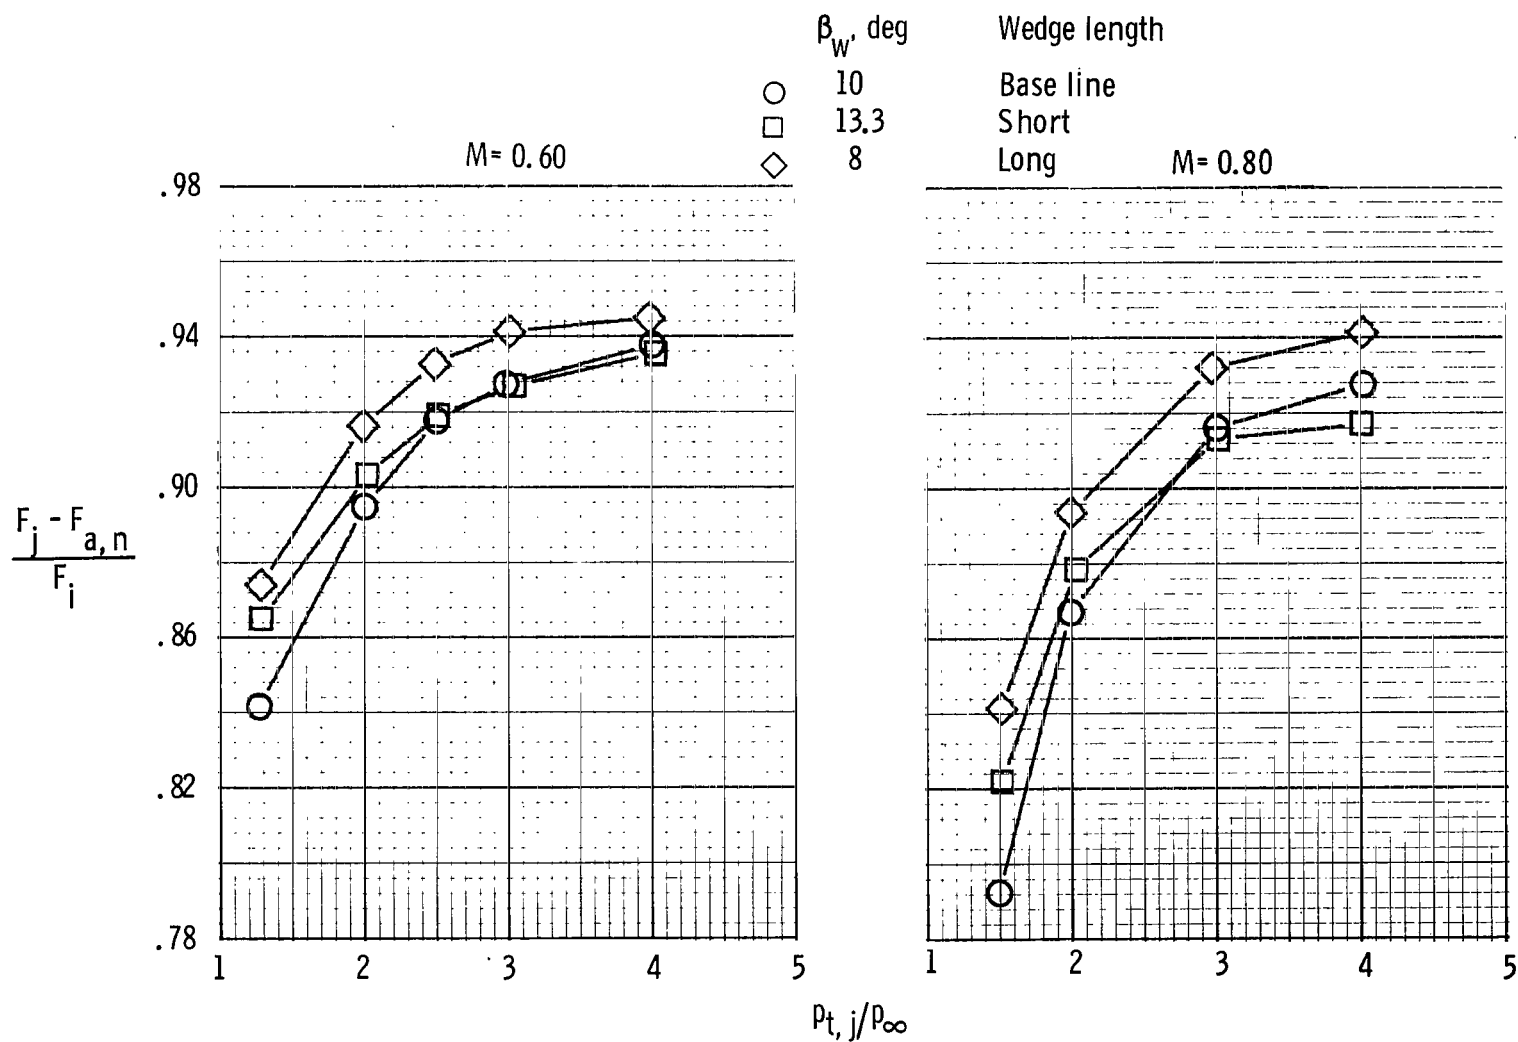 β_w, deg Wedge length
10 Base line
13.3 Short
8 Long
M= 0.60
M= 0.80
.98
.94
.90
.86
.82
.78
F_j - F_a, n
F_i
1 2 3 4 5
1 2 3 4 5
p_t, j/p_∞